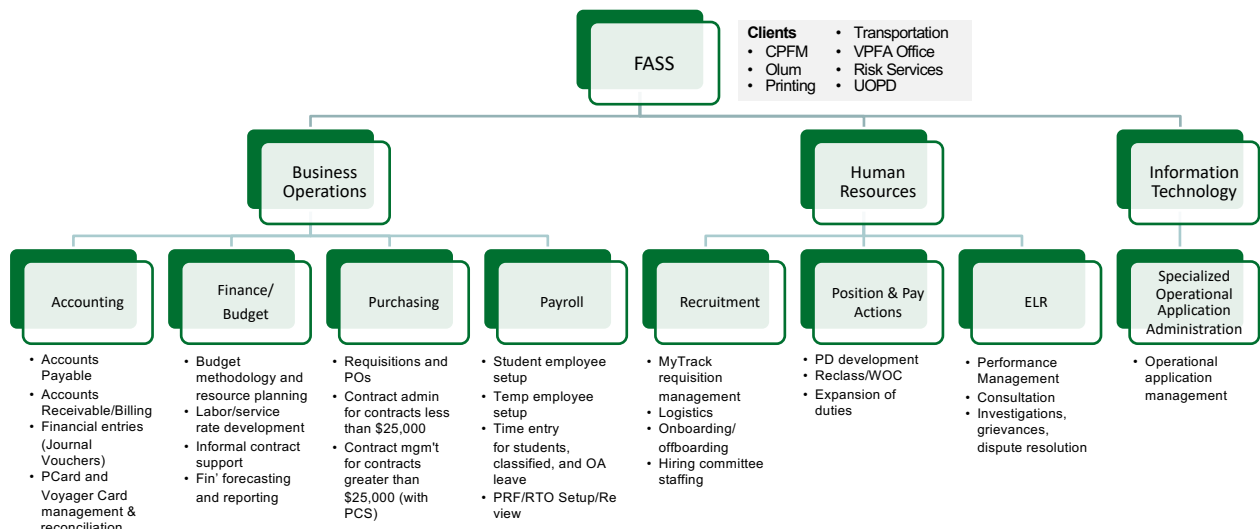 FASS
Clients
• CPFM
• Olum
• Printing
• Transportation
• VPFA Office
• Risk Services
• UOPD
Business
Operations
Human
Resources
Information
Technology
Accounting
Finance/
Budget
Purchasing
Payroll
Recruitment
Position & Pay
Actions
ELR
Specialized
Operational
Application
Administration
• Accounts
Payable
• Accounts
Receivable/Billing
• Financial entries
(Journal
Vouchers)
• PCard and
Voyager Card
management &
reconciliation
• Budget
methodology and
resource planning
• Labor/service
rate development
• Informal contract
support
• Fin' forecasting
and reporting
• Requisitions and
POs
• Contract admin
for contracts less
than $25,000
• Contract mgm't
for contracts
greater than
$25,000 (with
PCS)
• Student employee
setup
• Temp employee
setup
• Time entry
for students,
classified, and OA
leave
• PRF/RTO Setup/Re
view
• MyTrack
requisition
management
• Logistics
• Onboarding/
offboarding
• Hiring committee
staffing
• PD development
• Reclass/WOC
• Expansion of
duties
• Performance
Management
• Consultation
• Investigations,
grievances,
dispute resolution
• Operational
application
management